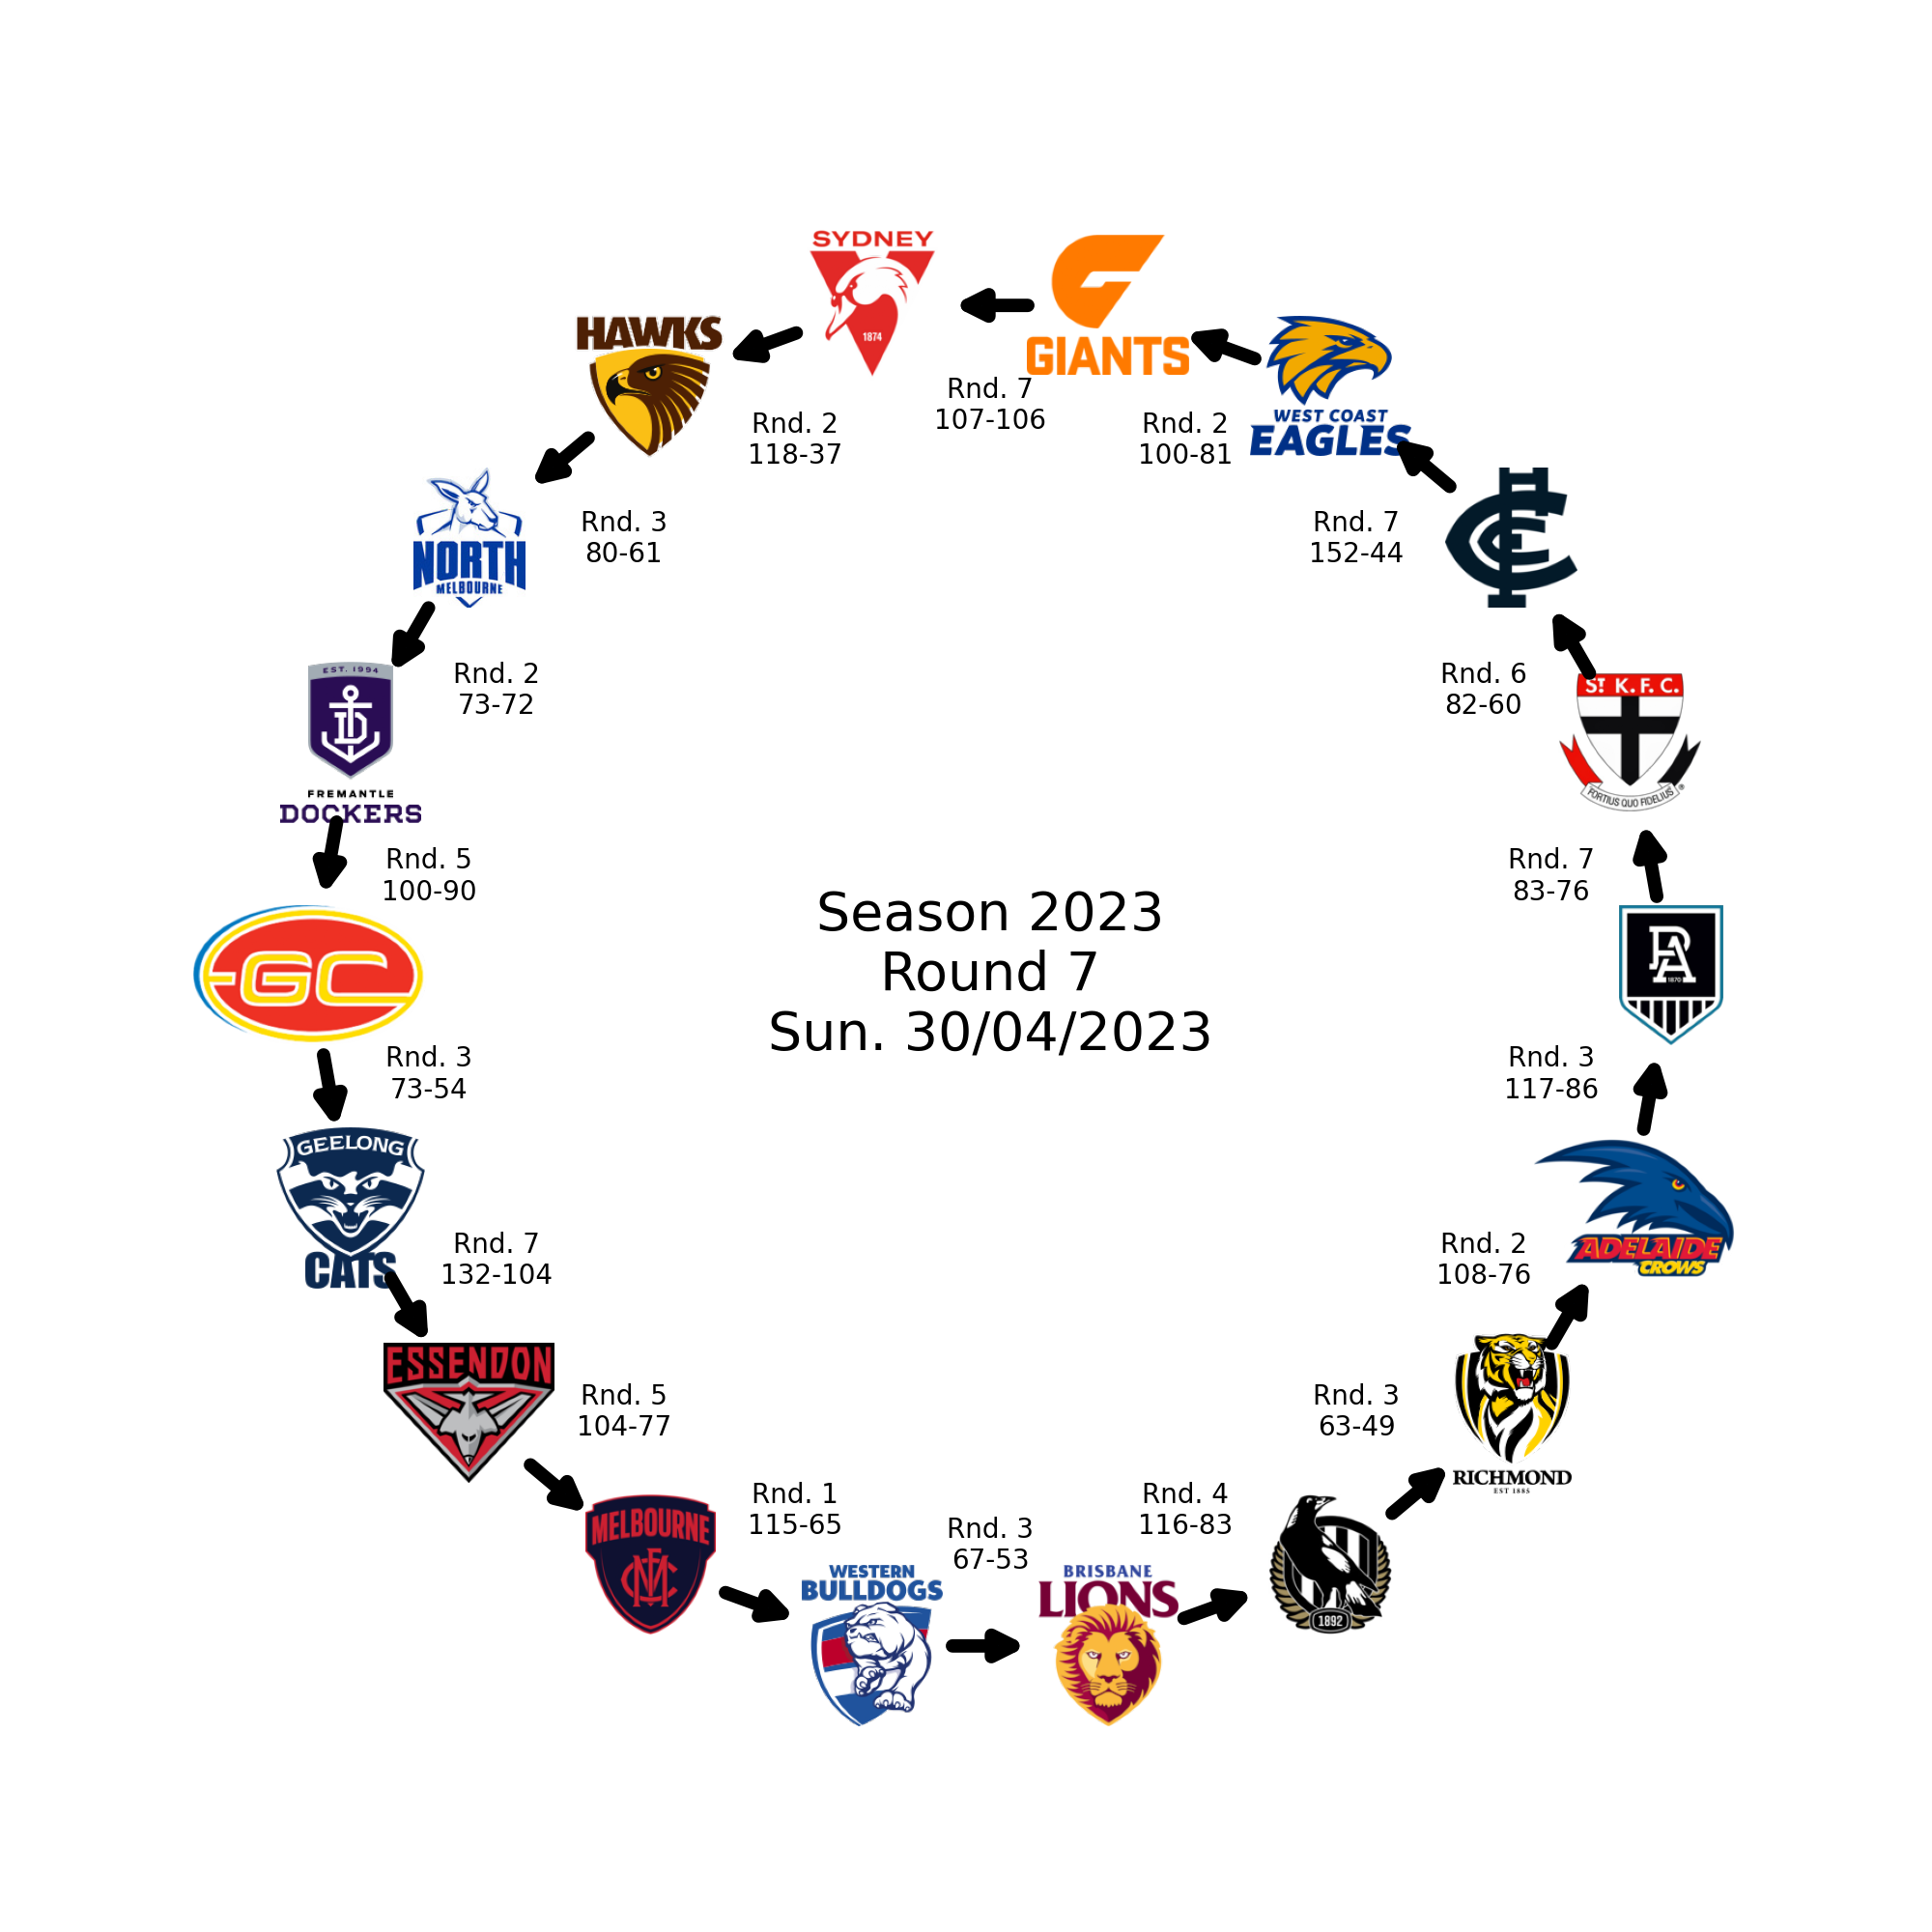 SYDNEY
1874
GIANTS
HAWKS
WEST COAST
EAGLES
Rnd. 7
107-106
Rnd. 2
118-37
Rnd. 2
100-81
NORTH
MELBOURNE
Rnd. 3
80-61
Rnd. 7
152-44
EST. 1994
FREMANTLE
DOCKERS
Rnd. 2
73-72
Rnd. 6
82-60
ST K.F.C.
FORTIUS QUO FIDELIUS
Rnd. 5
100-90
Rnd. 7
83-76
GC
Season 2023
Round 7
Sun. 30/04/2023
PA
1870
Rnd. 3
73-54
Rnd. 3
117-86
GEELONG
CATS
Rnd. 7
132-104
Rnd. 2
108-76
ADELAIDE
CROWS
ESSENDON
Rnd. 5
104-77
Rnd. 3
63-49
RICHMOND
EST 1885
MELBOURNE
Rnd. 1
115-65
Rnd. 3
67-53
Rnd. 4
116-83
WESTERN
BULLDOGS
BRISBANE
LIONS
1892